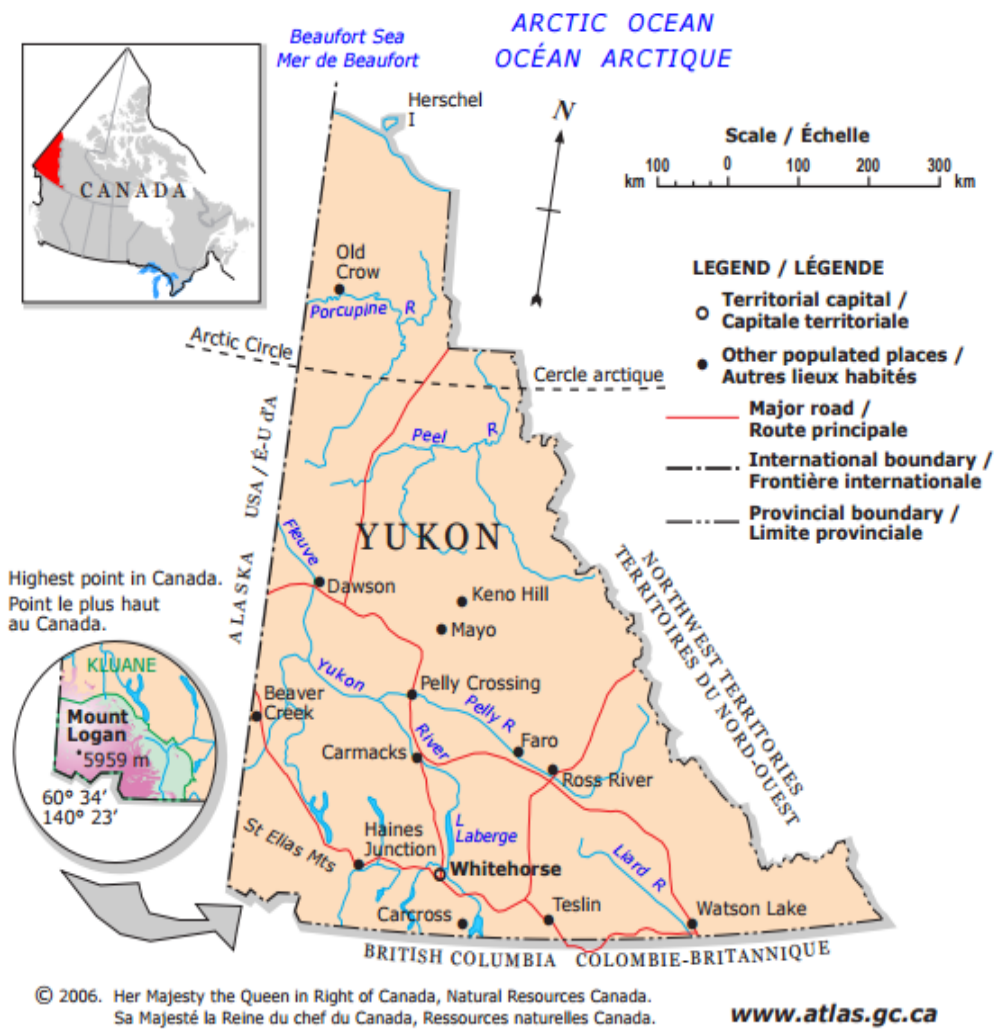 ARCTIC OCEAN
OCÉAN ARCTIQUE
Beaufort Sea
Mer de Beaufort
Herschel
I
N
Scale / Échelle
100 0 100 200 300
km km
CANADA
LEGEND / LÉGENDE
Territorial capital /
Capitale territoriale
Other populated places /
Autres lieux habités
Major road /
Route principale
International boundary /
Frontière internationale
Provincial boundary /
Limite provinciale
Old
Crow
Porcupine R
Arctic Circle
Cercle arctique
Peel R
ALASKA USA / É-U d'A
YUKON
Fleuve
Dawson
Keno Hill
Mayo
NORTHWEST TERRITORIES
TERRITOIRES DU NORD-OUEST
Highest point in Canada.
Point le plus haut
au Canada.
KLUANE
Mount
Logan
5959 m
60° 34′
140° 23′
Beaver
Creek
Yukon
River
Pelly Crossing
Pelly R
Faro
Carmacks
Ross River
L
Laberge
St Elias Mts
Haines
Junction
Whitehorse
Liard R
Carcross
Teslin
Watson Lake
BRITISH COLUMBIA COLOMBIE-BRITANNIQUE
© 2006. Her Majesty the Queen in Right of Canada, Natural Resources Canada.
Sa Majesté la Reine du chef du Canada, Ressources naturelles Canada.
www.atlas.gc.ca